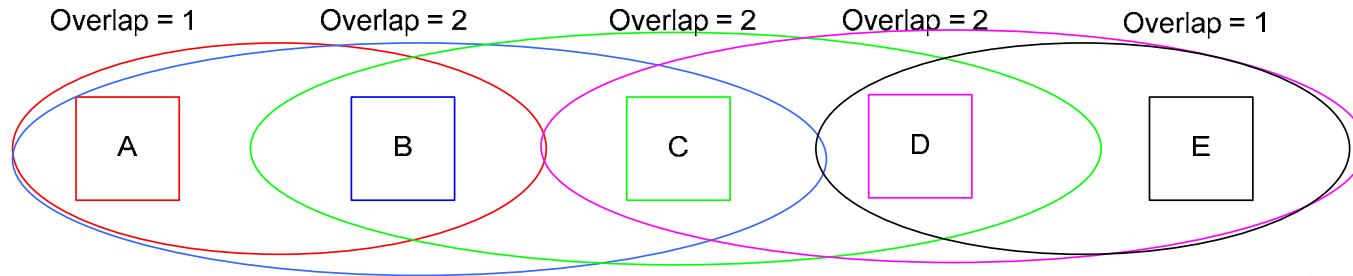 Overlap = 1 Overlap = 2 Overlap = 2 Overlap = 2 Overlap = 1
A B C D E